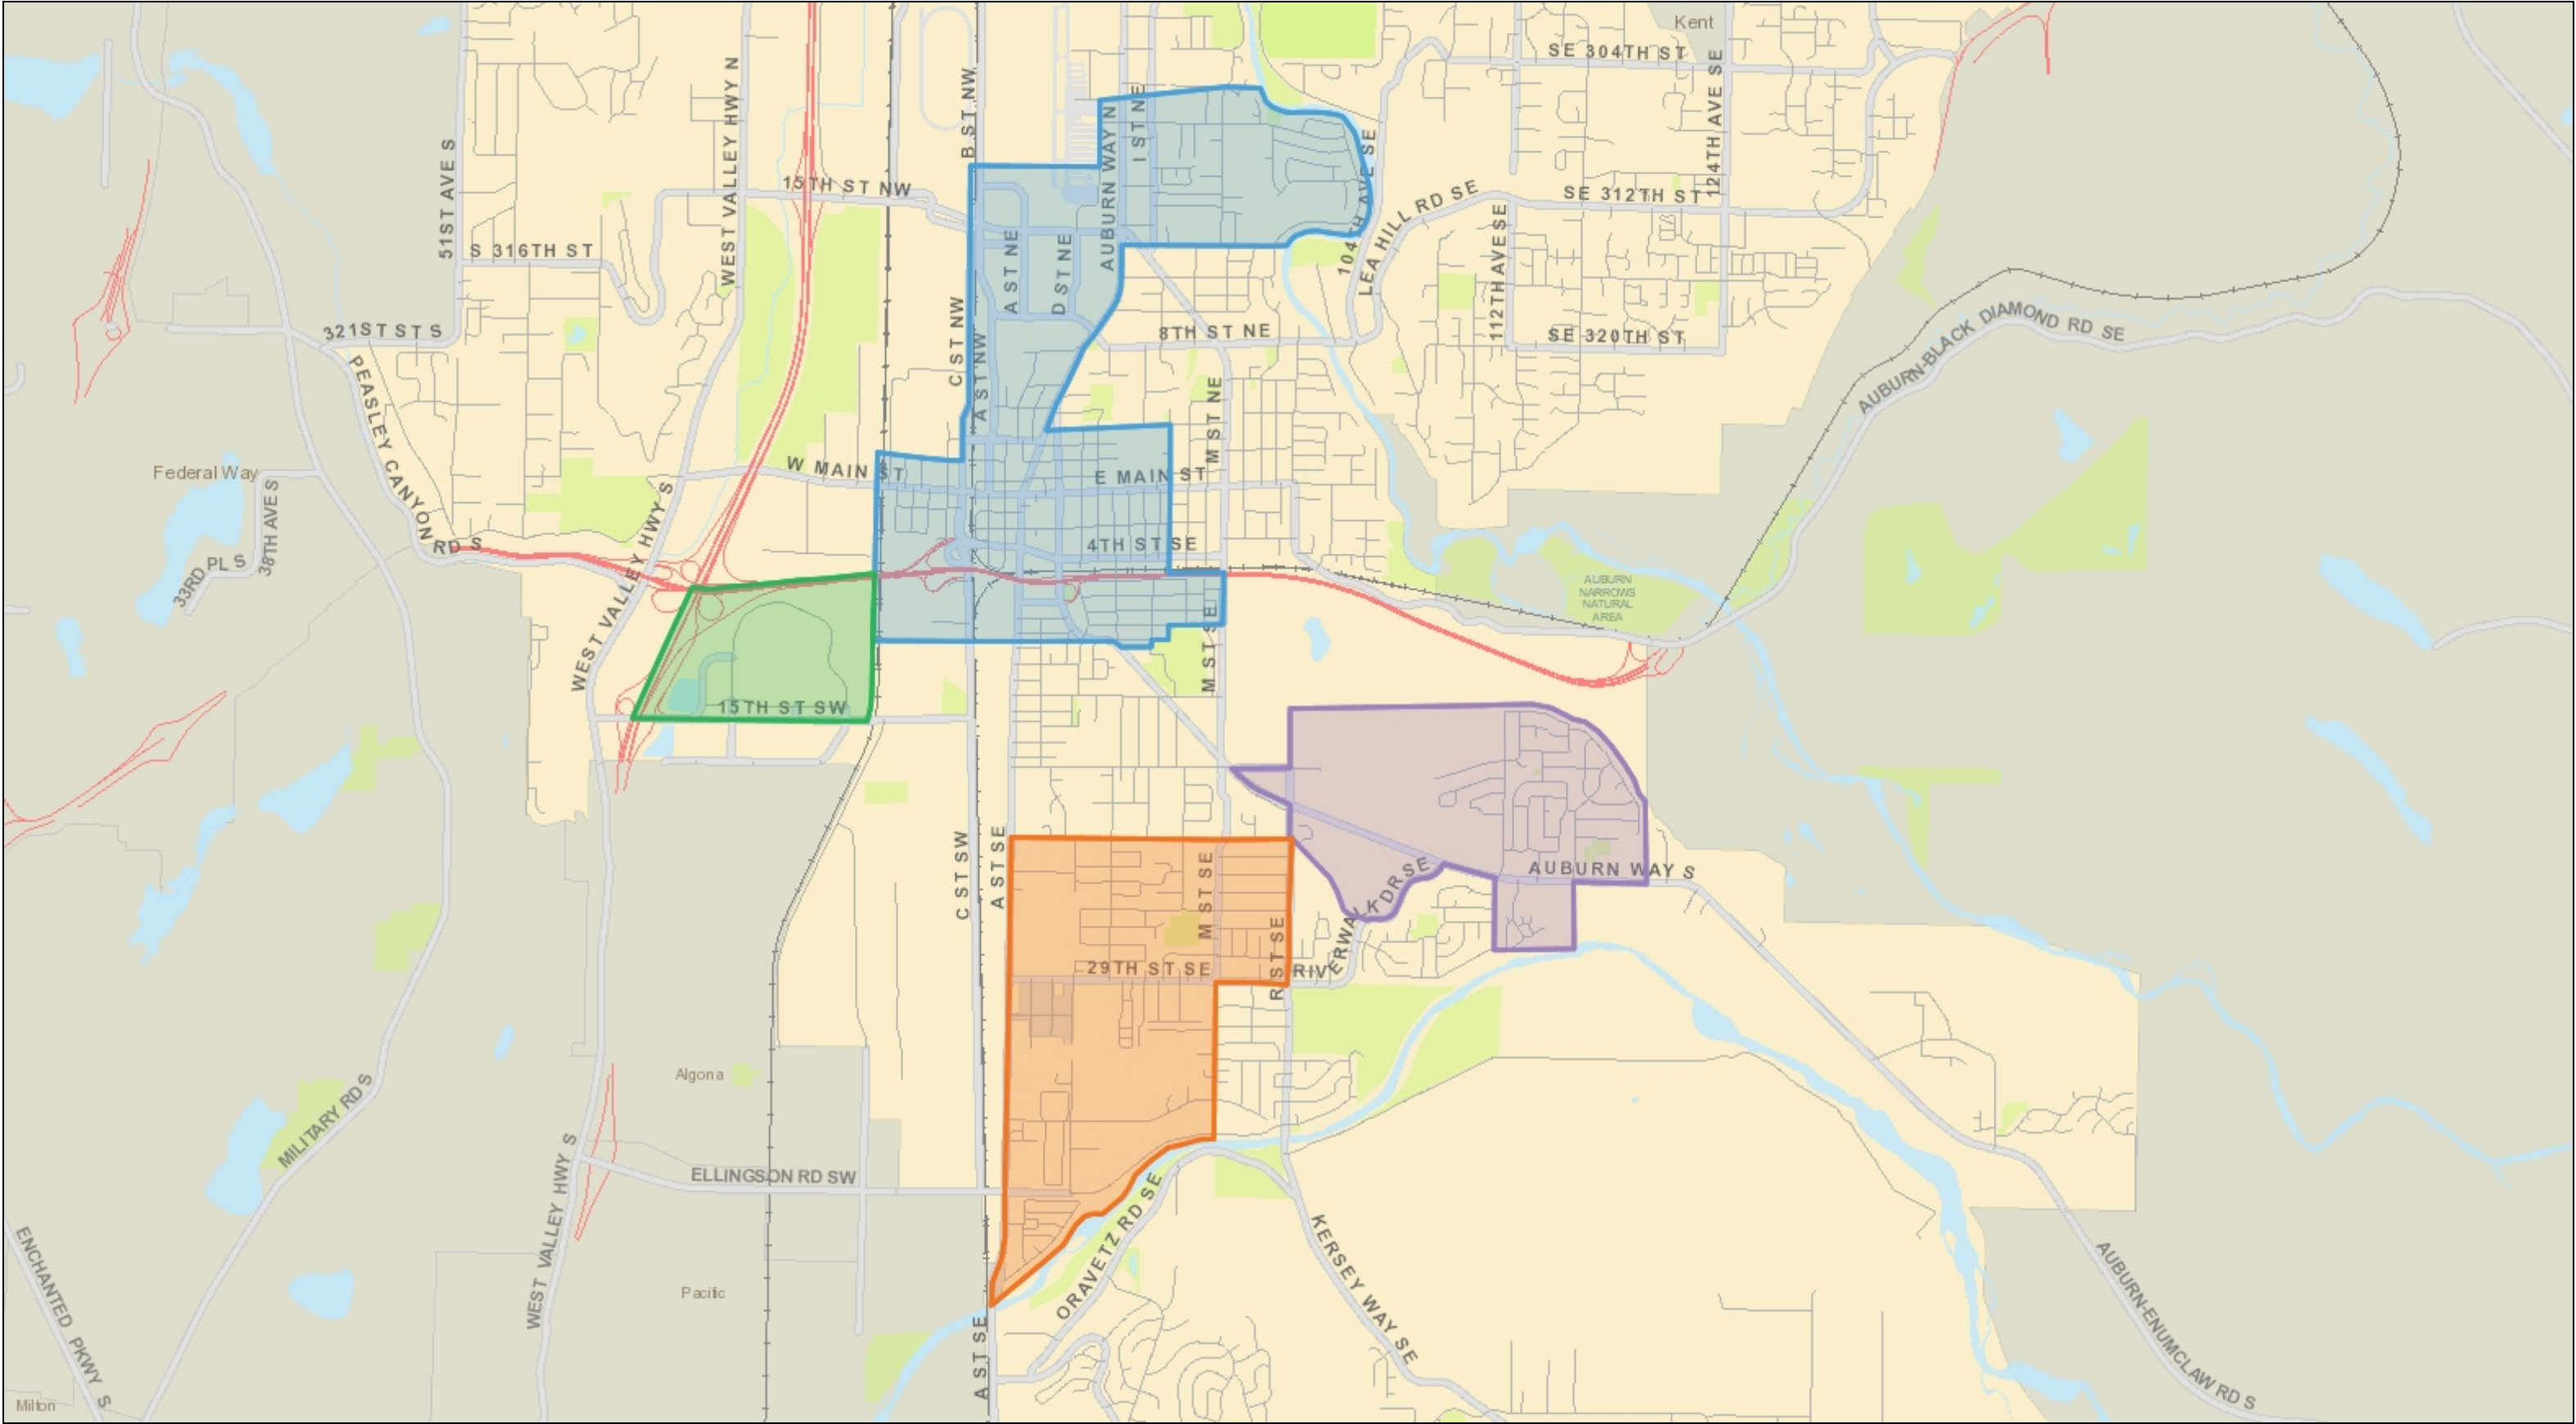 Kent
SE 304TH ST
124TH AVE SE
WEST VALLEY HWY N
B ST NW
AUBURN WAY N
I ST NE
51ST AVE S
15TH ST NW
104TH AVE SE
LEA HILL RD SE
SE 312TH ST
S 316TH ST
A ST NE
D ST NE
112TH AVE SE
321ST ST S
C ST NW
A ST NW
8TH ST NE
SE 320TH ST
AUBURN-BLACK DIAMOND RD SE
PEASLEY CANYON RD S
M ST NE
Federal Way
38TH AVE S
33RD PL S
W MAIN ST
E MAIN ST
4TH ST SE
WEST VALLEY HWY S
WEST VALLEY HWY S
AUBURN
NARROWS
NATURAL
AREA
M ST SE
15TH ST SW
C ST SW
A ST SE
M ST SE
AUBURN WAY S
RIVERWALK DR SE
29TH ST SE
R ST SE
Algona
MILITARY RD S
ELLINGSON RD SW
WEST VALLEY HWY S
ORAVETZ RD SE
KERSEY WAY SE
ENCHANTED PKWY S
Pacific
A ST SE
AUBURN-ENUMCLAW RD S
Milton